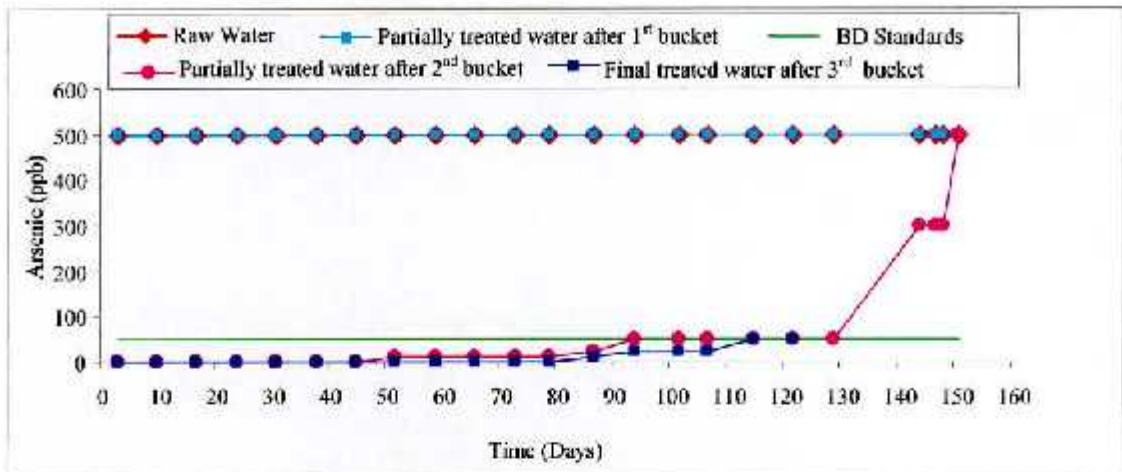 Raw Water Partially treated water after 1st bucket BD Standards
Partially treated water after 2nd bucket Final treated water after 3rd bucket
600
500
400
300
200
100
0
Arsenic (ppb)
0 10 20 30 40 50 60 70 80 90 100 110 120 130 140 150 160
Time (Days)